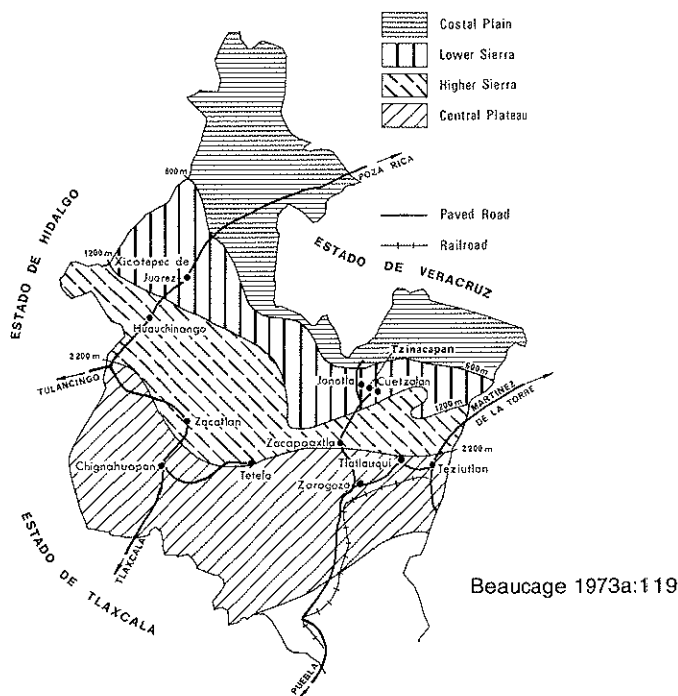 Costal Plain
Lower Sierra
Higher Sierra
Central Plateau
Paved Road
Railroad
800 m
POZA RICA
ESTADO DE HIDALGO
ESTADO DE VERACRUZ
1200 m
Xicotepec de
Juarez
Huauchinango
2200 m
TULANCINGO
Tzinacapan
Jonotla
Cuetzalan
600 m
1200 m
MARTINEZ
DE LA TORRE
Zacatlan
Zacapoaxtla
2200 m
Chignahuapan
Tetela
Tlatlauqui
Teziutlan
Zaragoza
ESTADO DE TLAXCALA
TLAXCALA
PUEBLA
Beaucage 1973a:119